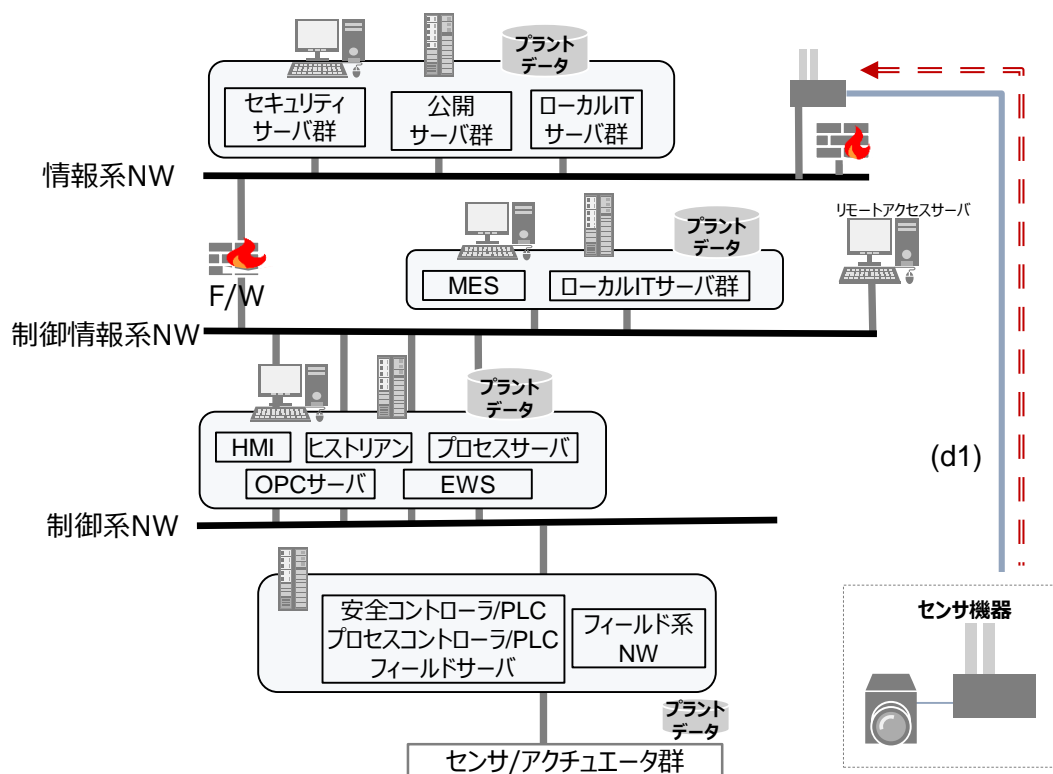 プラント
データ
セキュリティ
サーバ群
公開
サーバ群
ローカルIT
サーバ群
情報系NW
リモートアクセスサーバ
プラント
データ
F/W
MES
ローカルITサーバ群
制御情報系NW
プラント
データ
HMI
ヒストリアン
プロセスサーバ
(d1)
OPCサーバ
EWS
制御系NW
安全コントローラ/PLC
プロセスコントローラ/PLC
フィールドサーバ
フィールド系
NW
センサ機器
プラント
データ
センサ/アクチュエータ群